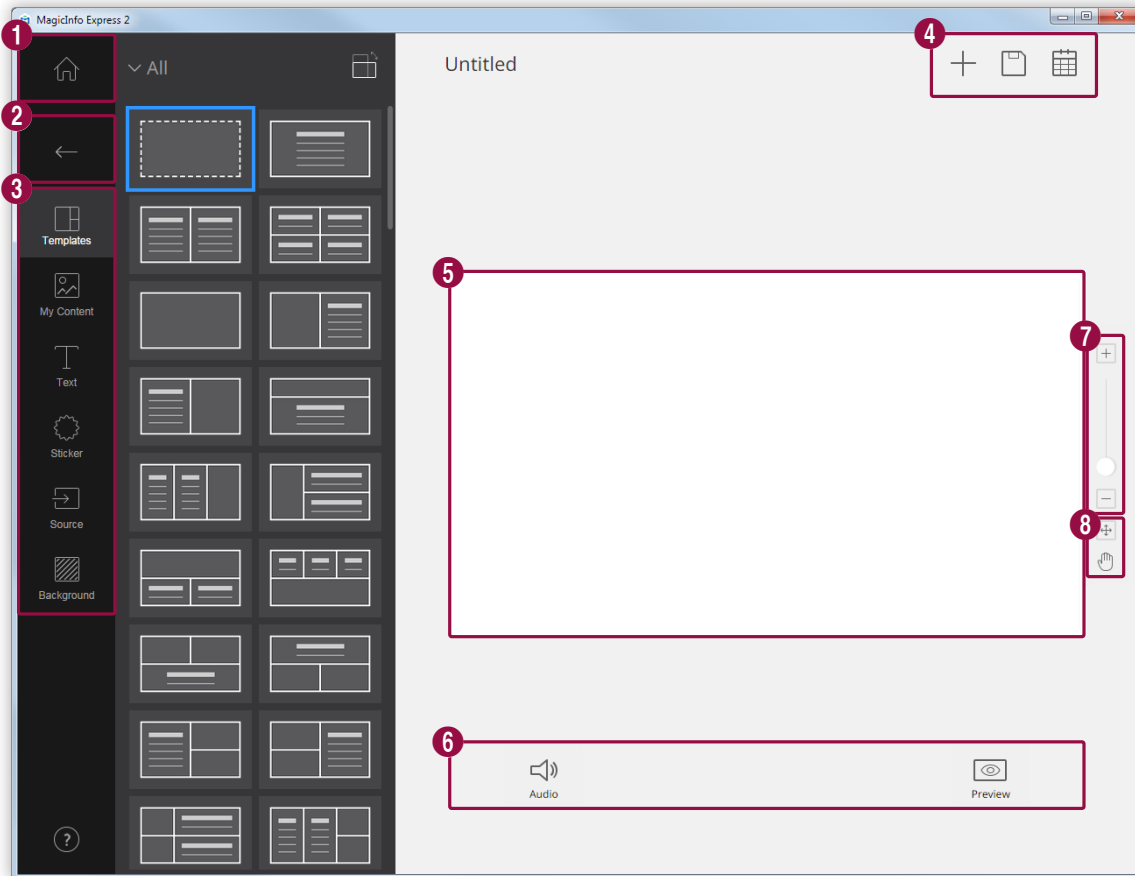 MagicInfo Express 2
1
2
3
4
5
6
7
8
All
Untitled
Templates
My Content
Text
Sticker
Source
Background
?
Audio
Preview